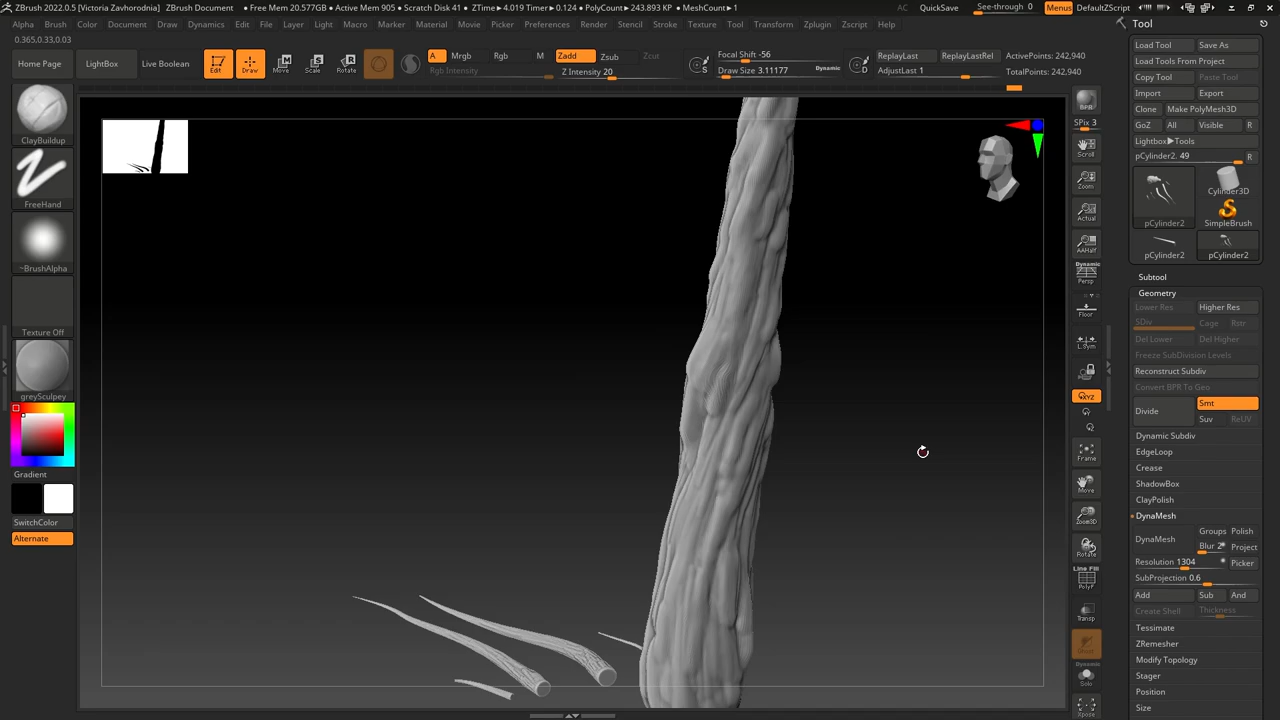 ZBrush 2022.0.5 [Victoria Zavhorodnia] ZBrush Document • Free Mem 20.577GB • Active Mem 905 • Scratch Disk 41 • ZTime▸4.019 Timer▸0.124 • PolyCount▸243.893 KP • MeshCount▸1 AC QuickSave See-through 0 Menus DefaultZScript
Alpha Brush Color Document Draw Dynamics Edit File Layer Light Macro Marker Material Movie Picker Preferences Render Stencil Stroke Texture Tool Transform Zplugin Zscript Help
0.365,0.33,0.03
Home Page
LightBox
Live Boolean
Edit
Draw
Move
Scale
Rotate
A
Mrgb
Rgb
M
Rgb Intensity
Zadd
Zsub
Zcut
Z Intensity 20
S
Focal Shift -56
Draw Size 3.11177
Dynamic
D
ReplayLast
ReplayLastRel
AdjustLast 1
ActivePoints: 242,940
TotalPoints: 242,940
ClayBuildup
FreeHand
~BrushAlpha
Texture Off
greySculpey
Gradient
SwitchColor
Alternate
BPR
SPix 3
Scroll
Zoom
Actual
AAHalf
Dynamic
Persp
Floor
L.Sym
XYZ
Frame
Move
Zoom3D
Rotate
Line Fill
PolyF
Transp
Ghost
Dynamic
Solo
Xpose
Tool
Load Tool
Save As
Load Tools From Project
Copy Tool
Paste Tool
Import
Export
Clone
Make PolyMesh3D
GoZ
All
Visible
R
Lightbox▸Tools
pCylinder2. 49
R
pCylinder2
Cylinder3D
SimpleBrush
pCylinder2
pCylinder2
Subtool
Geometry
Lower Res
Higher Res
SDiv
Cage
Rstr
Del Lower
Del Higher
Freeze SubDivision Levels
Reconstruct Subdiv
Convert BPR To Geo
Divide
Smt
Suv
ReUV
Dynamic Subdiv
EdgeLoop
Crease
ShadowBox
ClayPolish
DynaMesh
DynaMesh
Groups
Polish
Blur 2
Project
Resolution 1304
Picker
SubProjection 0.6
Add
Sub
And
Create Shell
Thickness
Tessimate
ZRemesher
Modify Topology
Stager
Position
Size